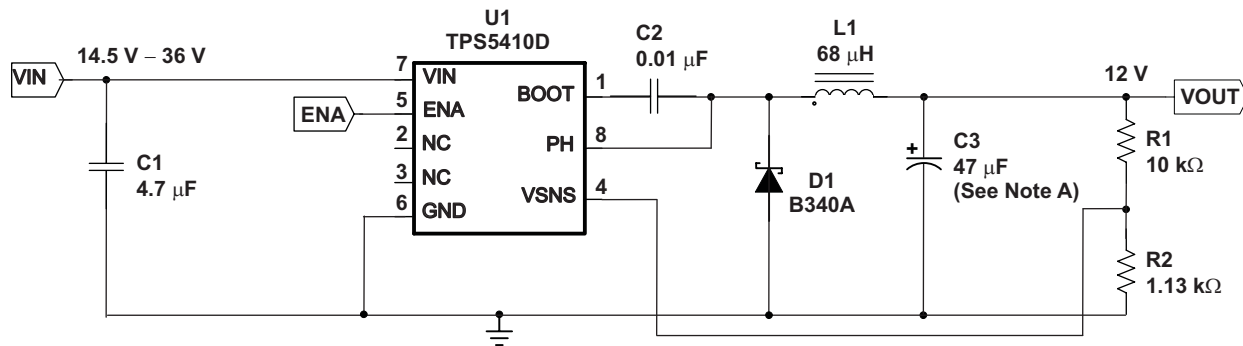 U1
TPS5410D
C2
0.01 μF
L1
68 μH
14.5 V – 36 V
12 V
VIN
VOUT
ENA
7
VIN
5
ENA
2
NC
3
NC
6
GND
BOOT
1
PH
8
VSNS
4
C1
4.7 μF
D1
B340A
+
C3
47 μF
(See Note A)
R1
10 kΩ
R2
1.13 kΩ